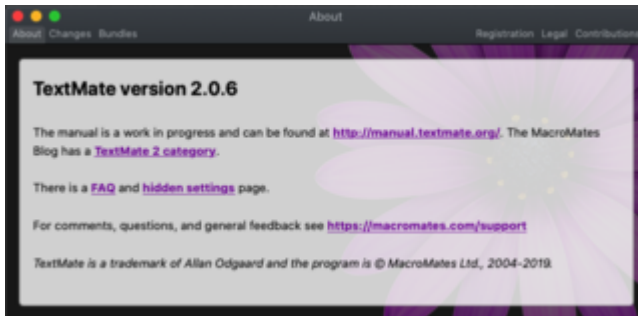 About
About Changes Bundles Registration Legal Contributions
TextMate version 2.0.6
The manual is a work in progress and can be found at http://manual.textmate.org/. The MacroMates
Blog has a TextMate 2 category.
There is a FAQ and hidden settings page.
For comments, questions, and general feedback see https://macromates.com/support
TextMate is a trademark of Allan Odgaard and the program is © MacroMates Ltd., 2004-2019.